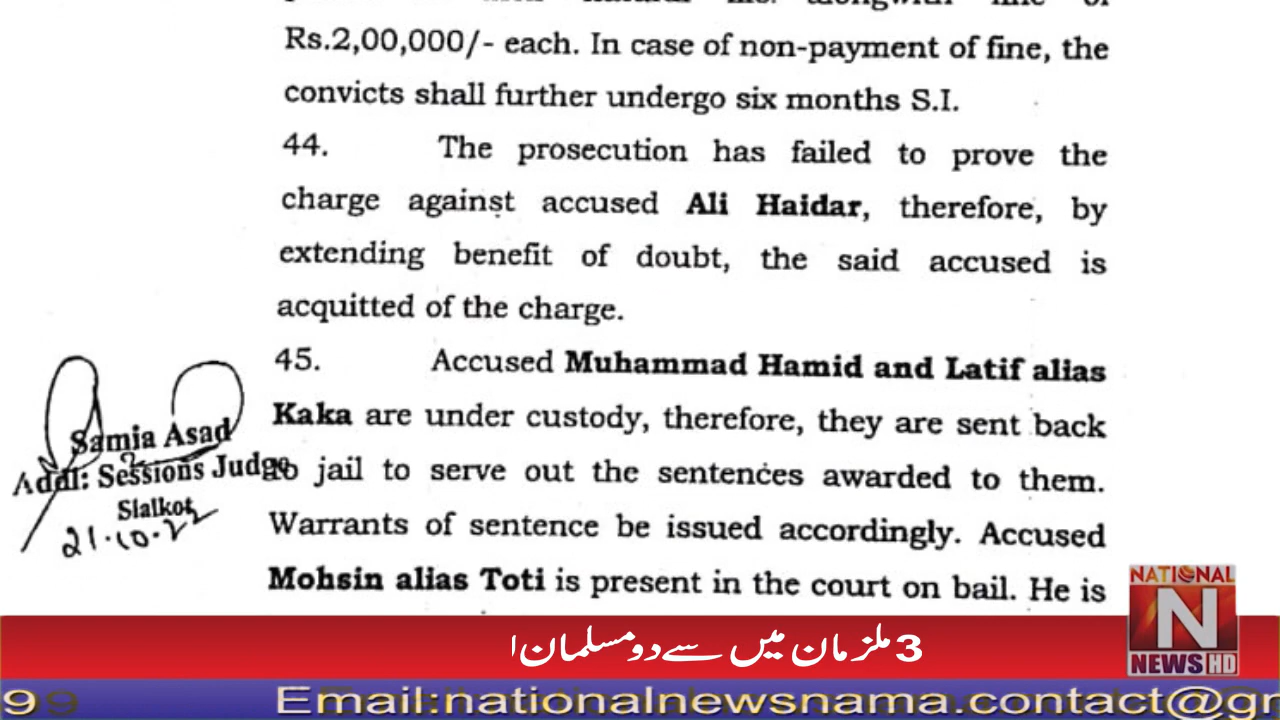 Rs.2,00,000/- each. In case of non-payment of fine, the
convicts shall further undergo six months S.I.
44. The prosecution has failed to prove the
charge against accused Ali Haidar, therefore, by
extending benefit of doubt, the said accused is
acquitted of the charge.
45. Accused Muhammad Hamid and Latif alias
Kaka are under custody, therefore, they are sent back
to jail to serve out the sentences awarded to them.
Warrants of sentence be issued accordingly. Accused
Mohsin alias Toti is present in the court on bail. He is
Samia Asad
Addl: Sessions Judge
Sialkot
21.10.22
NATIONAL
N
NEWS HD
3 ملزمان میں سے دو مسلمان ا
9 Email:nationalnewsnama.contact@gr